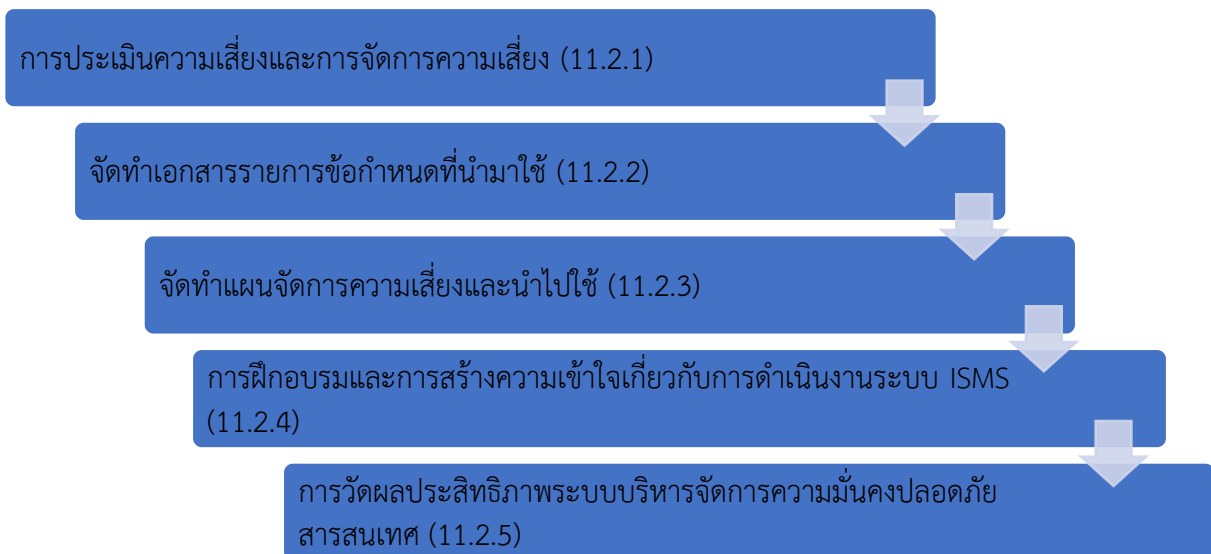 การประเมินความเสี่ยงและการจัดการความเสี่ยง (11.2.1)
จัดทำเอกสารรายการข้อกำหนดที่นำมาใช้ (11.2.2)
จัดทำแผนจัดการความเสี่ยงและนำไปใช้ (11.2.3)
การฝึกอบรมและการสร้างความเข้าใจเกี่ยวกับการดำเนินงานระบบ ISMS
(11.2.4)
การวัดผลประสิทธิภาพระบบบริหารจัดการความมั่นคงปลอดภัย
สารสนเทศ (11.2.5)